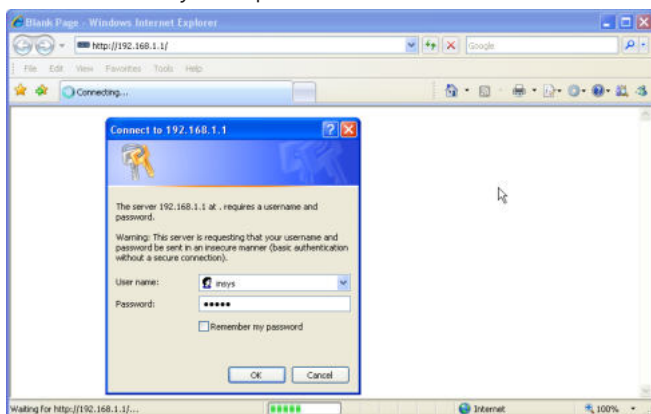 Blank Page - Windows Internet Explorer
http://192.168.1.1/
Google
File Edit View Favorites Tools Help
Connecting...
Connect to 192.168.1.1
The server 192.168.1.1 at . requires a username and
password.
Warning: This server is requesting that your username and
password be sent in an insecure manner (basic authentication
without a secure connection).
User name: insys
Password: •••••
Remember my password
OK Cancel
Waiting for http://192.168.1.1/... Internet 100%